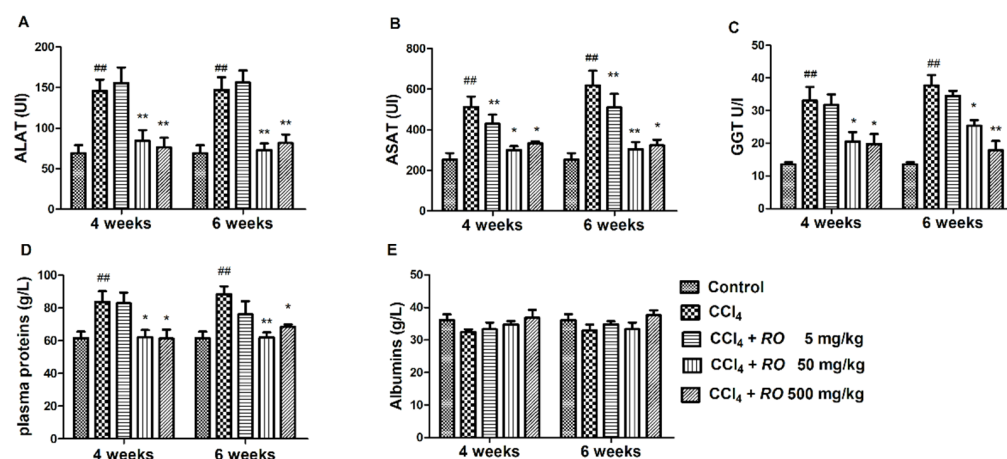 A
ALAT (UI)
200
150
100
50
0
##
**
**
##
**
**
4 weeks
6 weeks
B
ASAT (UI)
800
600
400
200
0
##
**
*
*
##
**
**
*
4 weeks
6 weeks
C
GGT U/I
50
40
30
20
10
0
##
*
*
##
*
**
4 weeks
6 weeks
D
plasma proteins (g/L)
100
80
60
40
20
0
##
*
*
##
**
*
4 weeks
6 weeks
E
Albumins (g/L)
50
40
30
20
10
0
4 weeks
6 weeks
Control
CCl₄
CCl₄ + RO 5 mg/kg
CCl₄ + RO 50 mg/kg
CCl₄ + RO 500 mg/kg